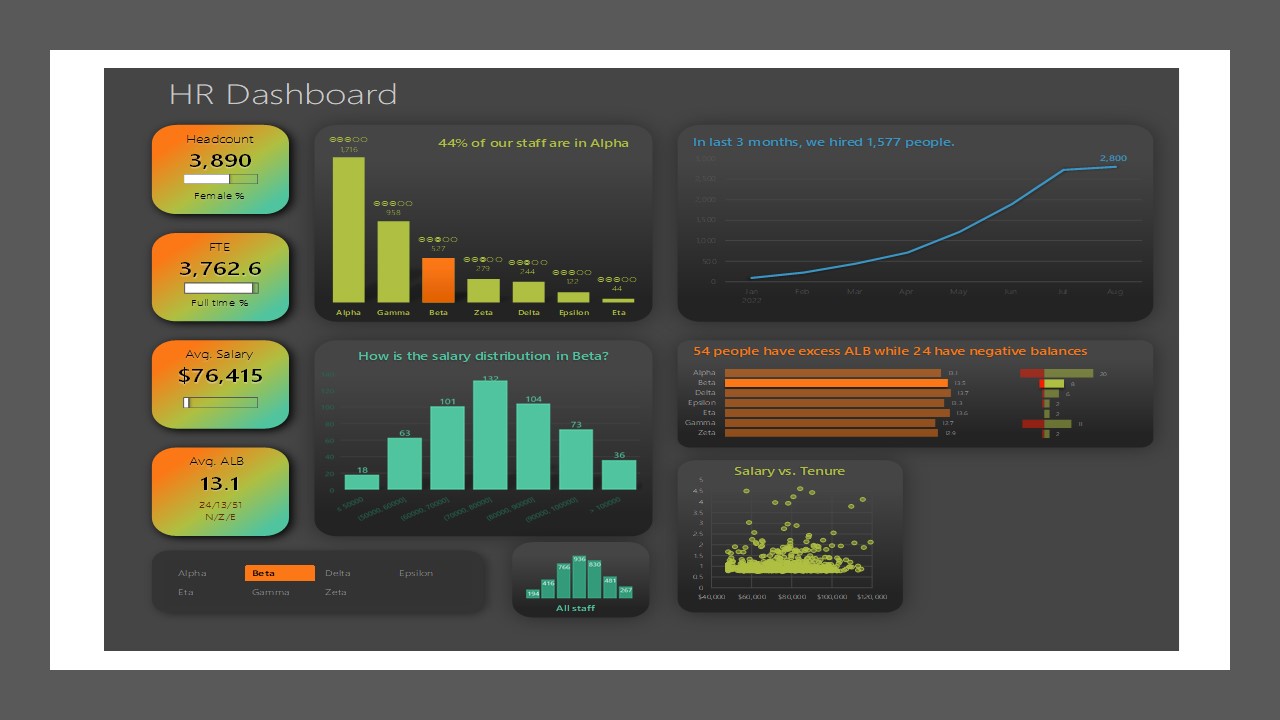 HR Dashboard
Headcount
3,890
Female %
FTE
3,762.6
Full time %
Avg. Salary
$76,415
Avg. ALB
13.1
24/13/51
N/Z/E
44% of our staff are in Alpha
1,716
958
527
279
244
122
44
Alpha Gamma Beta Zeta Delta Epsilon Eta
In last 3 months, we hired 1,577 people.
2,800
3,000
2,500
2,000
1,500
1,000
500
0
Jan Feb Mar Apr May Jun Jul Aug
2022
How is the salary distribution in Beta?
140
120
100
80
60
40
20
0
18
63
101
132
104
73
36
≤ 50000 (50000, 60000] (60000, 70000] (70000, 80000] (80000, 90000] (90000, 100000] > 100000
54 people have excess ALB while 24 have negative balances
Alpha 13.1 36
Beta 13.5 8
Delta 13.7 6
Epsilon 13.3 2
Eta 13.6 2
Gamma 12.7 11
Zeta 12.9 2
Salary vs. Tenure
5
4.5
4
3.5
3
2.5
2
1.5
1
0.5
0
$40,000 $60,000 $80,000 $100,000 $120,000
Alpha Beta Delta Epsilon
Eta Gamma Zeta
194 416 766 936 830 481 267
All staff